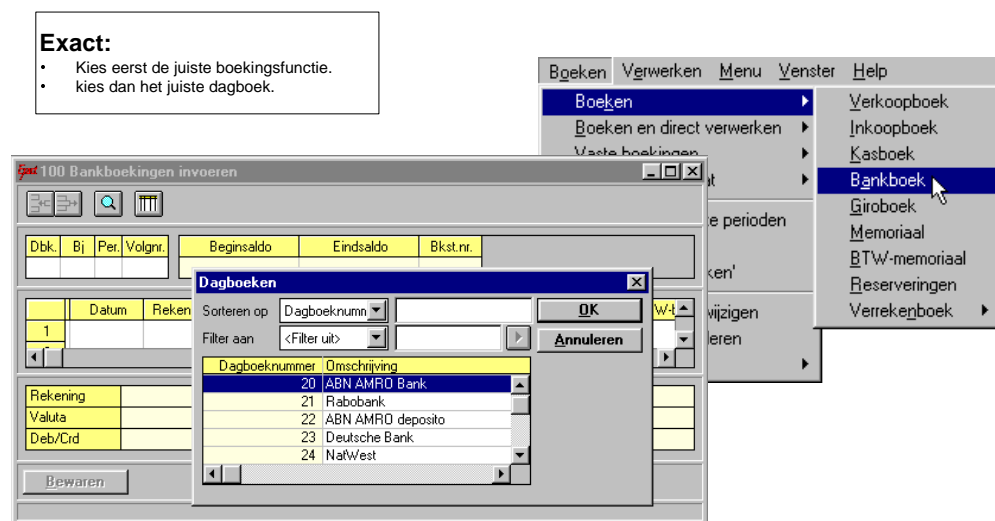 Exact:
• Kies eerst de juiste boekingsfunctie.
• kies dan het juiste dagboek.
Boeken Verwerken Menu Venster Help
Boeken
Boeken en direct verwerken
Vaste boekingen
Verkoopboek
Inkoopboek
Kasboek
Bankboek
Giroboek
Memoriaal
BTW-memoriaal
Reserveringen
Verrekenboek
at
te perioden
ken'
wijzigen
leren
Exact 100 Bankboekingen invoeren
Dbk. Bj Per. Volgnr. Beginsaldo Eindsaldo Bkst.nr.
Datum Reken
W-t
1
Rekening
Valuta
Deb/Crd
Bewaren
Dagboeken
Sorteren op Dagboeknumn OK
Filter aan <Filter uit> Annuleren
Dagboeknummer Omschrijving
20 ABN AMRO Bank
21 Rabobank
22 ABN AMRO deposito
23 Deutsche Bank
24 NatWest